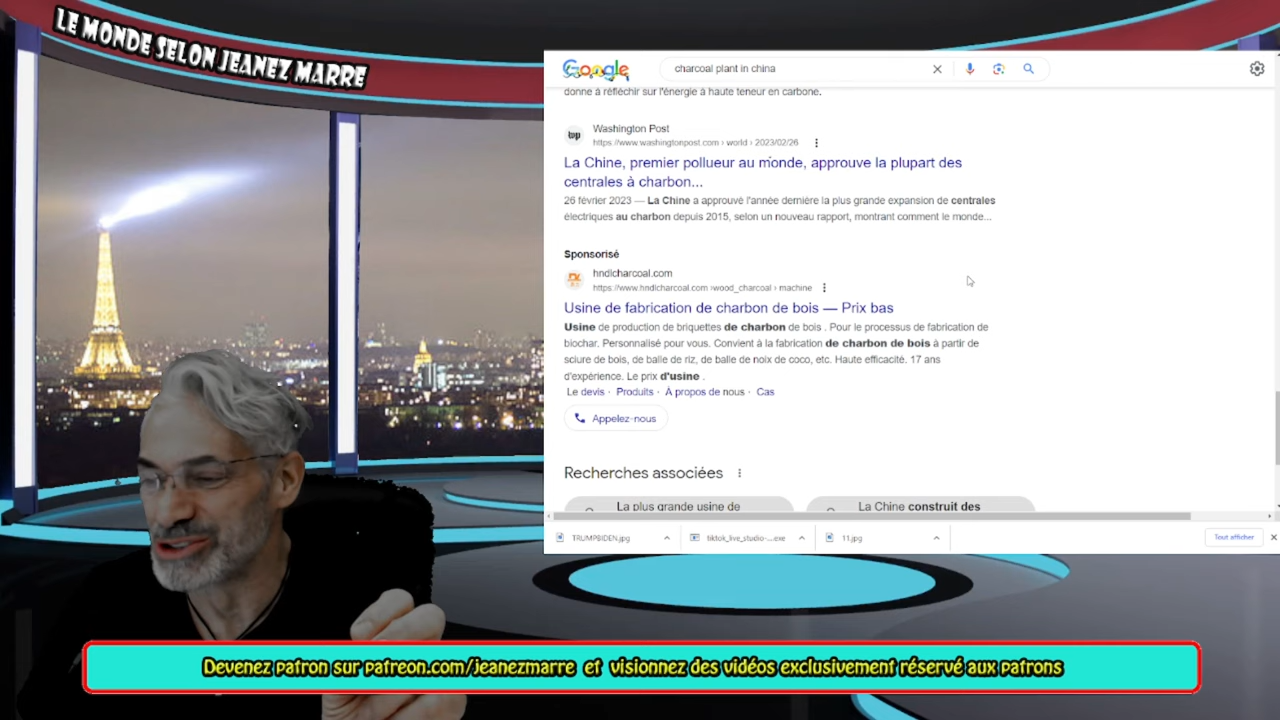 LE MONDE SELON JEANEZ MARRE
Google
charcoal plant in china
donne à réfléchir sur l'énergie à haute teneur en carbone.
wp
Washington Post
https://www.washingtonpost.com › world › 2023/02/26
La Chine, premier pollueur au monde, approuve la plupart des
centrales à charbon...
26 février 2023 — La Chine a approuvé l'année dernière la plus grande expansion de centrales
électriques au charbon depuis 2015, selon un nouveau rapport, montrant comment le monde...
Sponsorisé
hndlcharcoal.com
https://www.hndlcharcoal.com ›wood_charcoal › machine
Usine de fabrication de charbon de bois — Prix bas
Usine de production de briquettes de charbon de bois . Pour le processus de fabrication de
biochar. Personnalisé pour vous. Convient à la fabrication de charbon de bois à partir de
sciure de bois, de balle de riz, de balle de noix de coco, etc. Haute efficacité. 17 ans
d'expérience. Le prix d'usine .
Le devis · Produits · À propos de nous · Cas
Appelez-nous
Recherches associées
La plus grande usine de
La Chine construit des
TRUMPBIDEN.jpg
tiktok_live_studio-...exe
11.jpg
Tout afficher
Devenez patron sur patreon.com/jeanezmarre et visionnez des vidéos exclusivement réservé aux patrons